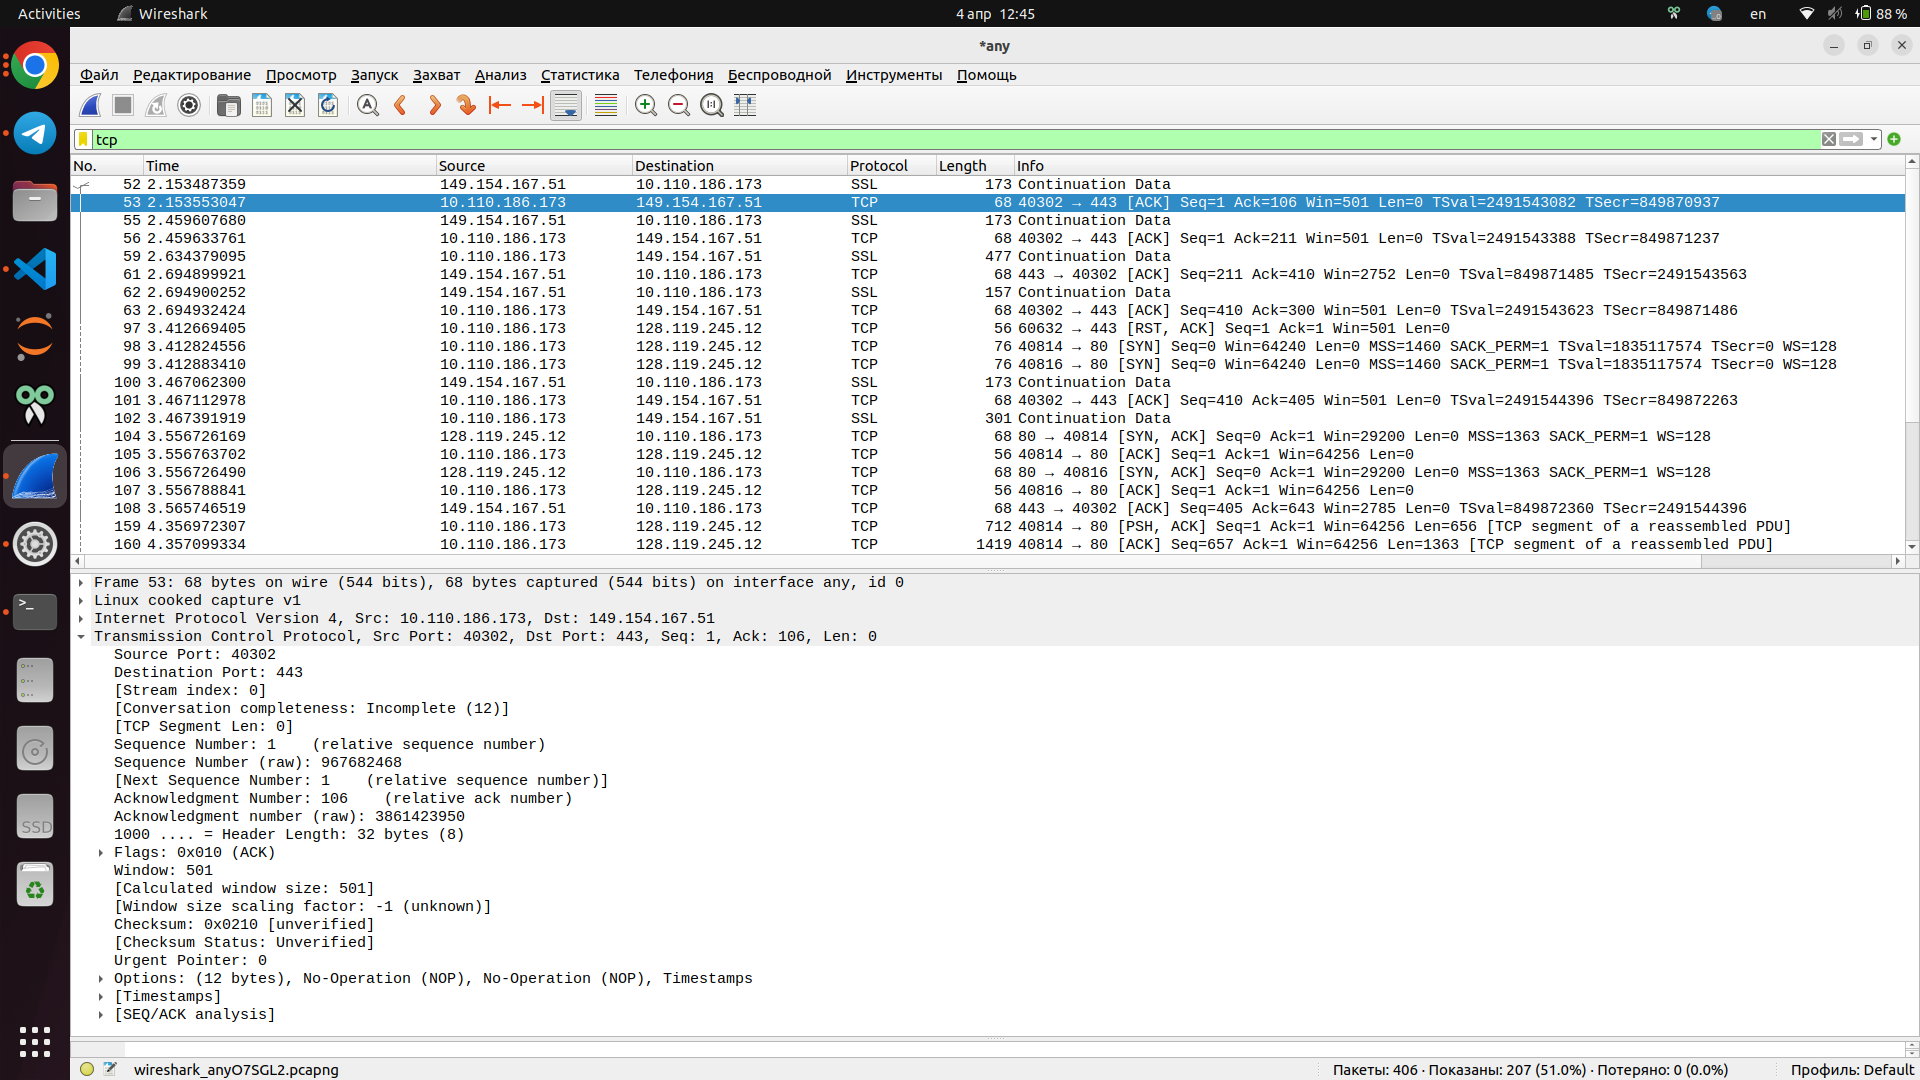 Activities Wireshark 4 апр 12:45 en 88 %
*any
Файл Редактирование Просмотр Запуск Захват Анализ Статистика Телефония Беспроводной Инструменты Помощь
tcp
No. Time Source Destination Protocol Length Info
52 2.153487359 149.154.167.51 10.110.186.173 SSL 173 Continuation Data
53 2.153553047 10.110.186.173 149.154.167.51 TCP 68 40302 → 443 [ACK] Seq=1 Ack=106 Win=501 Len=0 TSval=2491543082 TSecr=849870937
55 2.459607680 149.154.167.51 10.110.186.173 SSL 173 Continuation Data
56 2.459633761 10.110.186.173 149.154.167.51 TCP 68 40302 → 443 [ACK] Seq=1 Ack=211 Win=501 Len=0 TSval=2491543388 TSecr=849871237
59 2.634379095 10.110.186.173 149.154.167.51 SSL 477 Continuation Data
61 2.694899921 149.154.167.51 10.110.186.173 TCP 68 443 → 40302 [ACK] Seq=211 Ack=410 Win=2752 Len=0 TSval=849871485 TSecr=2491543563
62 2.694900252 149.154.167.51 10.110.186.173 SSL 157 Continuation Data
63 2.694932424 10.110.186.173 149.154.167.51 TCP 68 40302 → 443 [ACK] Seq=410 Ack=300 Win=501 Len=0 TSval=2491543623 TSecr=849871486
97 3.412669405 10.110.186.173 128.119.245.12 TCP 56 60632 → 443 [RST, ACK] Seq=1 Ack=1 Win=501 Len=0
98 3.412824556 10.110.186.173 128.119.245.12 TCP 76 40814 → 80 [SYN] Seq=0 Win=64240 Len=0 MSS=1460 SACK_PERM=1 TSval=1835117574 TSecr=0 WS=128
99 3.412883410 10.110.186.173 128.119.245.12 TCP 76 40816 → 80 [SYN] Seq=0 Win=64240 Len=0 MSS=1460 SACK_PERM=1 TSval=1835117574 TSecr=0 WS=128
100 3.467062300 149.154.167.51 10.110.186.173 SSL 173 Continuation Data
101 3.467112978 10.110.186.173 149.154.167.51 TCP 68 40302 → 443 [ACK] Seq=410 Ack=405 Win=501 Len=0 TSval=2491544396 TSecr=849872263
102 3.467391919 10.110.186.173 149.154.167.51 SSL 301 Continuation Data
104 3.556726169 128.119.245.12 10.110.186.173 TCP 68 80 → 40814 [SYN, ACK] Seq=0 Ack=1 Win=29200 Len=0 MSS=1363 SACK_PERM=1 WS=128
105 3.556763702 10.110.186.173 128.119.245.12 TCP 56 40814 → 80 [ACK] Seq=1 Ack=1 Win=64256 Len=0
106 3.556726490 128.119.245.12 10.110.186.173 TCP 68 80 → 40816 [SYN, ACK] Seq=0 Ack=1 Win=29200 Len=0 MSS=1363 SACK_PERM=1 WS=128
107 3.556788841 10.110.186.173 128.119.245.12 TCP 56 40816 → 80 [ACK] Seq=1 Ack=1 Win=64256 Len=0
108 3.565746519 149.154.167.51 10.110.186.173 TCP 68 443 → 40302 [ACK] Seq=405 Ack=643 Win=2785 Len=0 TSval=849872360 TSecr=2491544396
159 4.356972307 10.110.186.173 128.119.245.12 TCP 712 40814 → 80 [PSH, ACK] Seq=1 Ack=1 Win=64256 Len=656 [TCP segment of a reassembled PDU]
160 4.357099334 10.110.186.173 128.119.245.12 TCP 1419 40814 → 80 [ACK] Seq=657 Ack=1 Win=64256 Len=1363 [TCP segment of a reassembled PDU]
Frame 53: 68 bytes on wire (544 bits), 68 bytes captured (544 bits) on interface any, id 0
Linux cooked capture v1
Internet Protocol Version 4, Src: 10.110.186.173, Dst: 149.154.167.51
Transmission Control Protocol, Src Port: 40302, Dst Port: 443, Seq: 1, Ack: 106, Len: 0
Source Port: 40302
Destination Port: 443
[Stream index: 0]
[Conversation completeness: Incomplete (12)]
[TCP Segment Len: 0]
Sequence Number: 1 (relative sequence number)
Sequence Number (raw): 967682468
[Next Sequence Number: 1 (relative sequence number)]
Acknowledgment Number: 106 (relative ack number)
Acknowledgment number (raw): 3861423950
1000 .... = Header Length: 32 bytes (8)
Flags: 0x010 (ACK)
Window: 501
[Calculated window size: 501]
[Window size scaling factor: -1 (unknown)]
Checksum: 0x0210 [unverified]
[Checksum Status: Unverified]
Urgent Pointer: 0
Options: (12 bytes), No-Operation (NOP), No-Operation (NOP), Timestamps
[Timestamps]
[SEQ/ACK analysis]
SSD
wireshark_anyO7SGL2.pcapng Пакеты: 406 · Показаны: 207 (51.0%) · Потеряно: 0 (0.0%) Профиль: Default